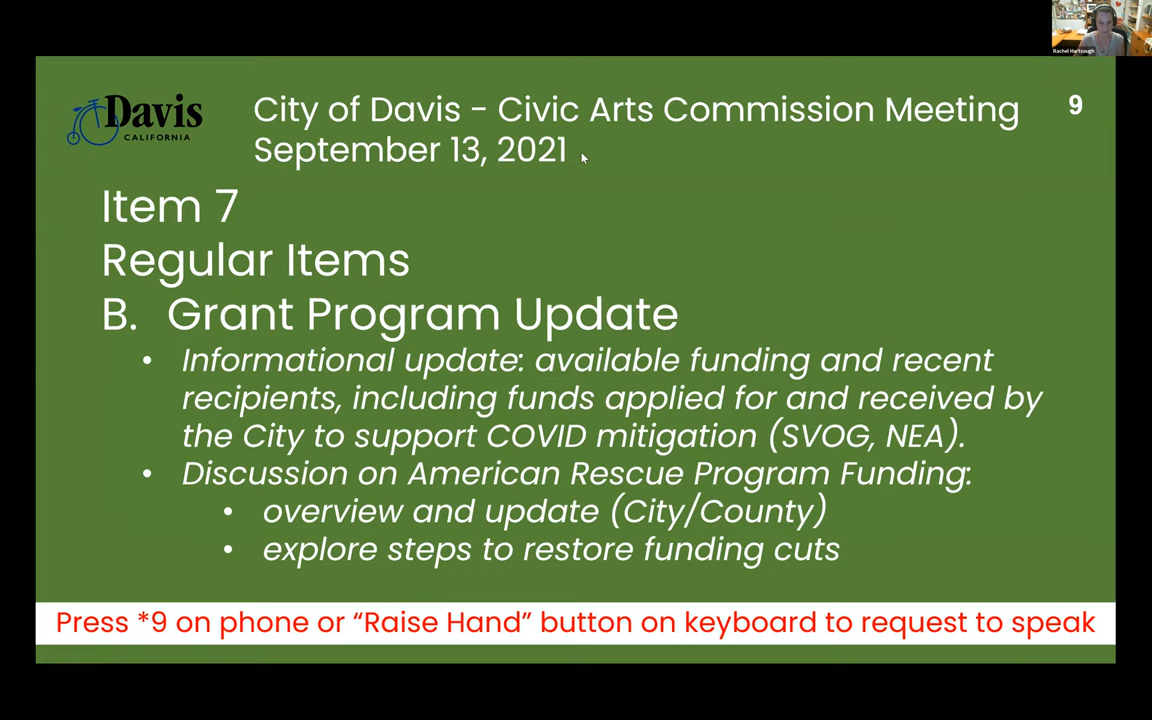 Rachel Hartsough
Davis
CALIFORNIA
City of Davis - Civic Arts Commission Meeting
9
September 13, 2021
Item 7
Regular Items
B. Grant Program Update
• Informational update: available funding and recent
recipients, including funds applied for and received by
the City to support COVID mitigation (SVOG, NEA).
• Discussion on American Rescue Program Funding:
• overview and update (City/County)
• explore steps to restore funding cuts
Press *9 on phone or “Raise Hand” button on keyboard to request to speak